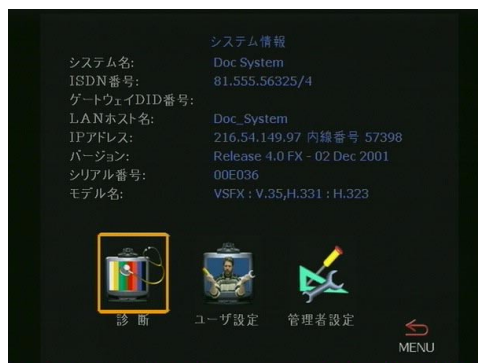 システム情報
システム名: Doc System
ISDN番号: 81.555.56325/4
ゲートウェイDID番号:
LANホスト名: Doc_System
IPアドレス: 216.54.149.97 内線番号 57398
バージョン: Release 4.0 FX - 02 Dec 2001
シリアル番号: 00E036
モデル名: VSFX : V.35,H.331 : H.323
診 断 ユーザ設定 管理者設定
MENU